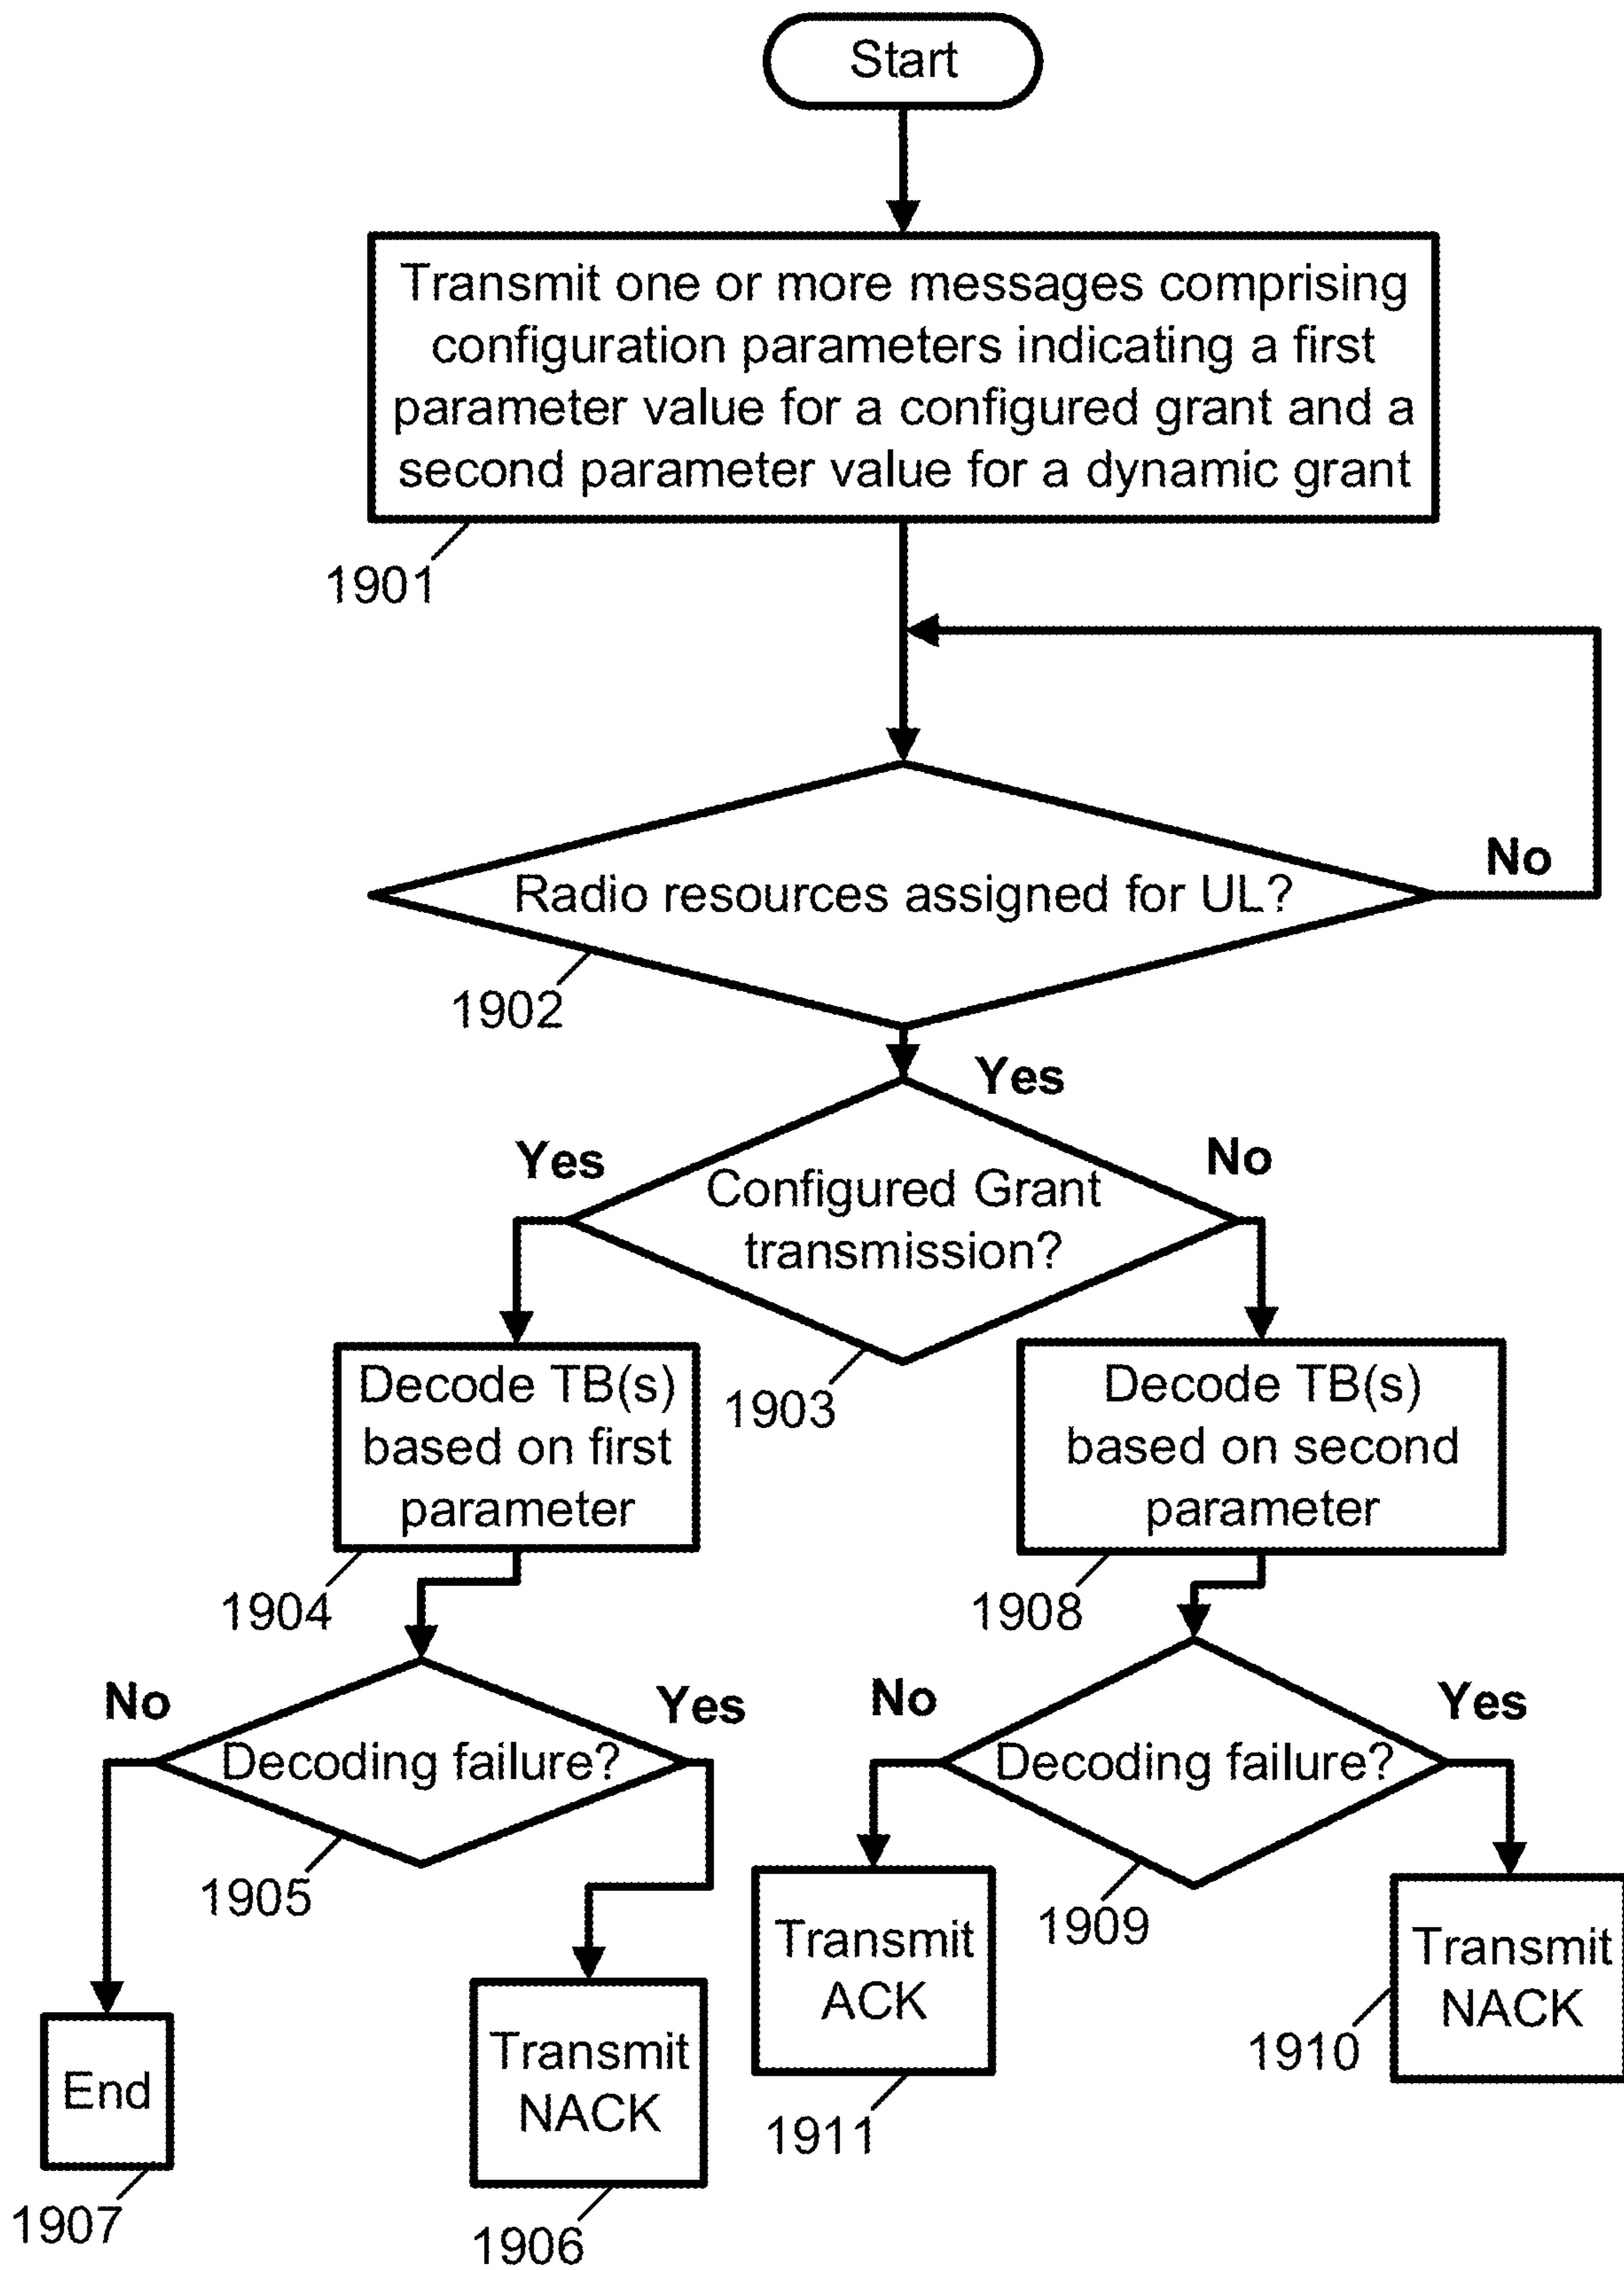 Start
Transmit one or more messages comprising
configuration parameters indicating a first
parameter value for a configured grant and a
second parameter value for a dynamic grant
1901
No
Radio resources assigned for UL?
1902
Yes
Yes
No
Configured Grant
transmission?
1903
Decode TB(s)
based on first
parameter
1904
Decode TB(s)
based on second
parameter
1908
No
Yes
Decoding failure?
1905
No
Yes
Decoding failure?
1909
End
1907
Transmit
NACK
1906
Transmit
ACK
1911
Transmit
NACK
1910